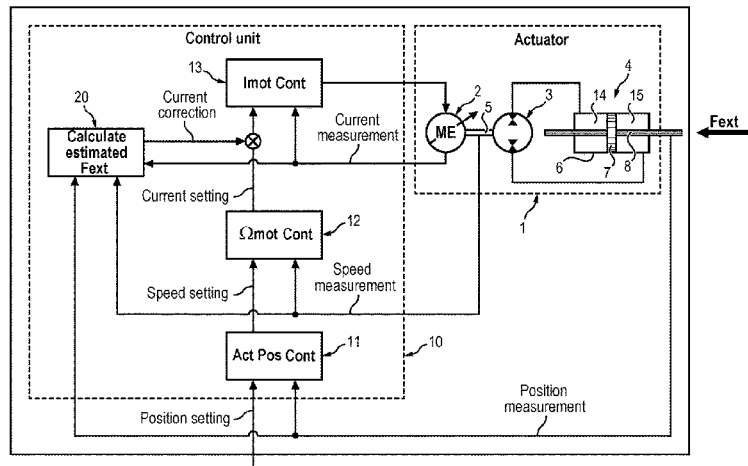 Control unit
Actuator
13
Imot Cont
20
Current
correction
Calculate
estimated
Fext
Current
measurement
2
ME
5
3
4
14
15
6
7
8
Fext
1
Current setting
Ωmot Cont
12
Speed setting
Speed
measurement
Act Pos Cont
11
10
Position setting
Position
measurement